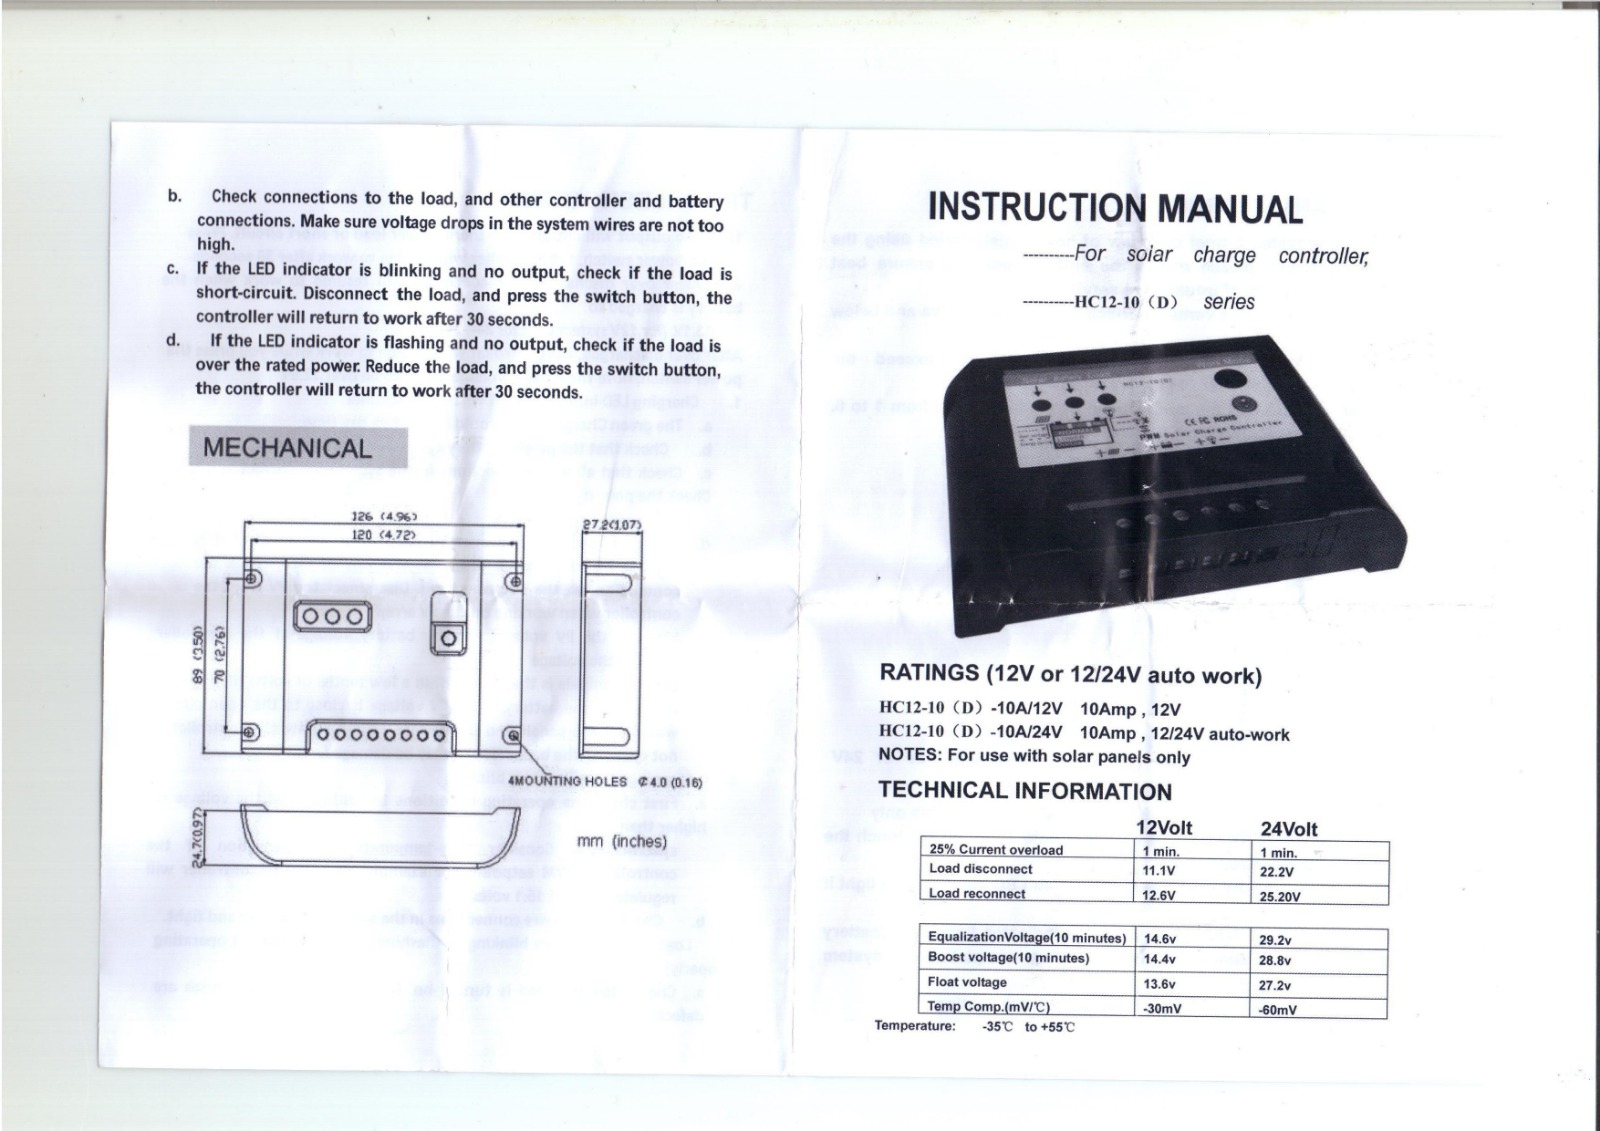 b. Check connections to the load, and other controller and battery
connections. Make sure voltage drops in the system wires are not too
high.
c. If the LED indicator is blinking and no output, check if the load is
short-circuit. Disconnect the load, and press the switch button, the
controller will return to work after 30 seconds.
d. If the LED indicator is flashing and no output, check if the load is
over the rated power. Reduce the load, and press the switch button,
the controller will return to work after 30 seconds.
MECHANICAL
126 (4.96)
120 (4.72)
27.2(1.07)
89 (3.50)
70 (2.76)
4MOUNTING HOLES ¢4.0 (0.16)
24.7(0.97)
mm (inches)
INSTRUCTION MANUAL
----------For soiar charge controller,
----------HC12-10 (D) series
HC12-10(D)
CE FC ROHS
PWM Solar Charge Controller
RATINGS (12V or 12/24V auto work)
HC12-10 (D) -10A/12V 10Amp , 12V
HC12-10 (D) -10A/24V 10Amp , 12/24V auto-work
NOTES: For use with solar panels only
TECHNICAL INFORMATION
12Volt 24Volt
25% Current overload 1 min. 1 min.
Load disconnect 11.1V 22.2V
Load reconnect 12.6V 25.20V
EqualizationVoltage(10 minutes) 14.6v 29.2v
Boost voltage(10 minutes) 14.4v 28.8v
Float voltage 13.6v 27.2v
Temp Comp.(mV/℃) -30mV -60mV
Temperature: -35℃ to +55℃